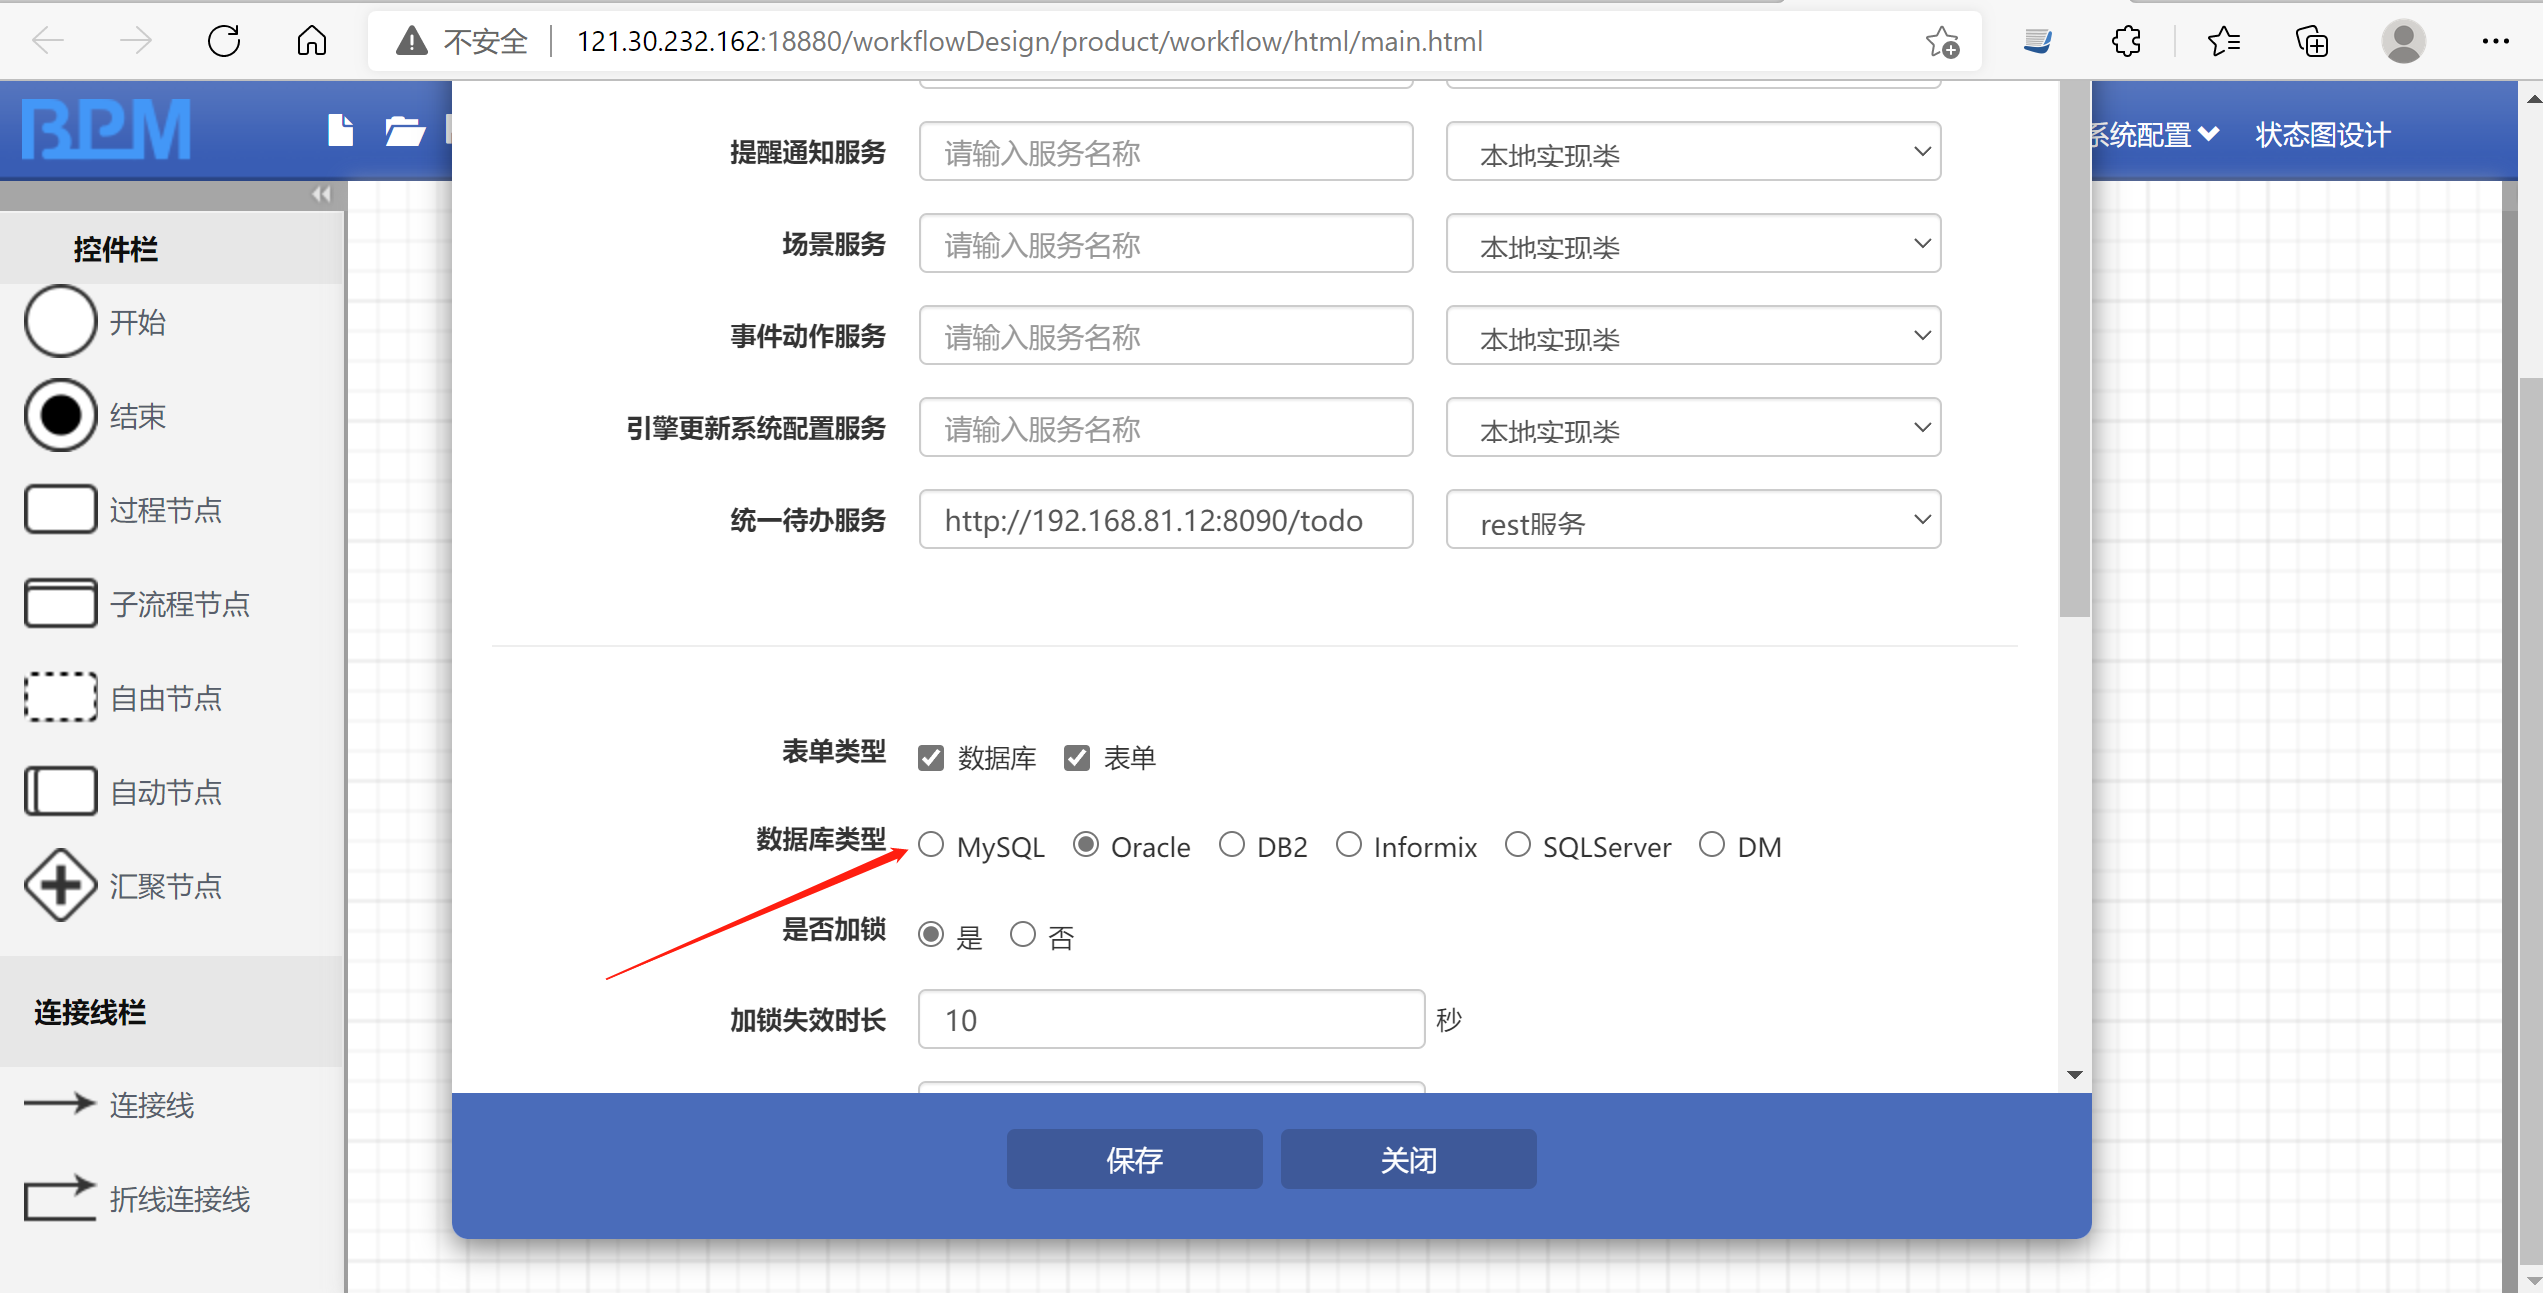 不安全 121.30.232.162:18880/workflowDesign/product/workflow/html/main.html
BPM
系统配置 状态图设计
控件栏
开始
结束
过程节点
子流程节点
自由节点
自动节点
汇聚节点
连接线栏
连接线
折线连接线
提醒通知服务 请输入服务名称 本地实现类
场景服务 请输入服务名称 本地实现类
事件动作服务 请输入服务名称 本地实现类
引擎更新系统配置服务 请输入服务名称 本地实现类
统一待办服务 http://192.168.81.12:8090/todo rest服务
表单类型 数据库 表单
数据库类型 MySQL Oracle DB2 Informix SQLServer DM
是否加锁 是 否
加锁失效时长 10 秒
保存 关闭